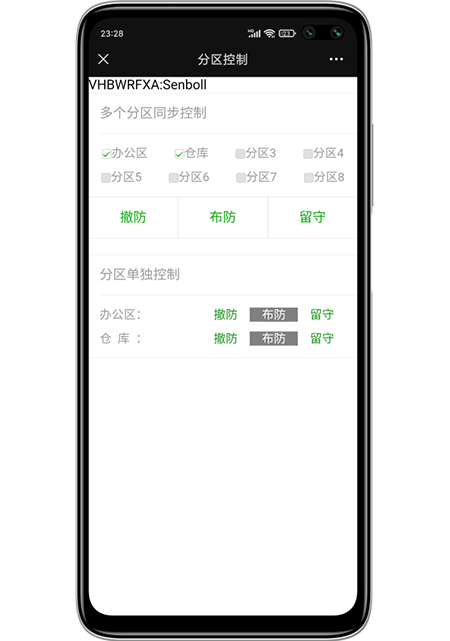 23:28
分区控制
VHBWRFXA:Senboll
多个分区同步控制
办公区 仓库 分区3 分区4
分区5 分区6 分区7 分区8
撤防 布防 留守
分区单独控制
办公区: 撤防 布防 留守
仓 库 : 撤防 布防 留守